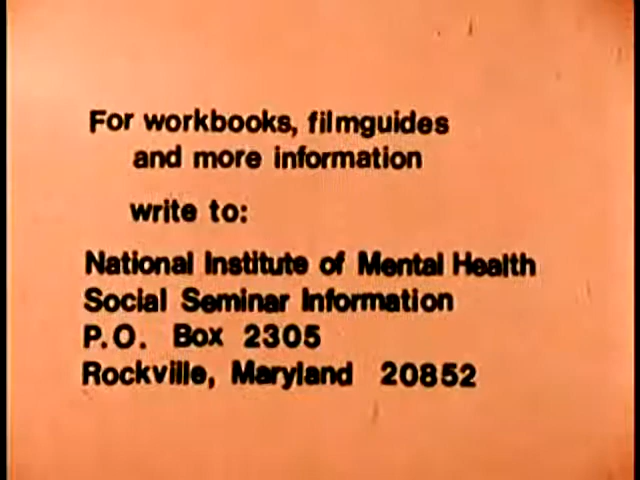 For workbooks, filmguides
and more information
write to:
National Institute of Mental Health
Social Seminar Information
P.O. Box 2305
Rockville, Maryland 20852